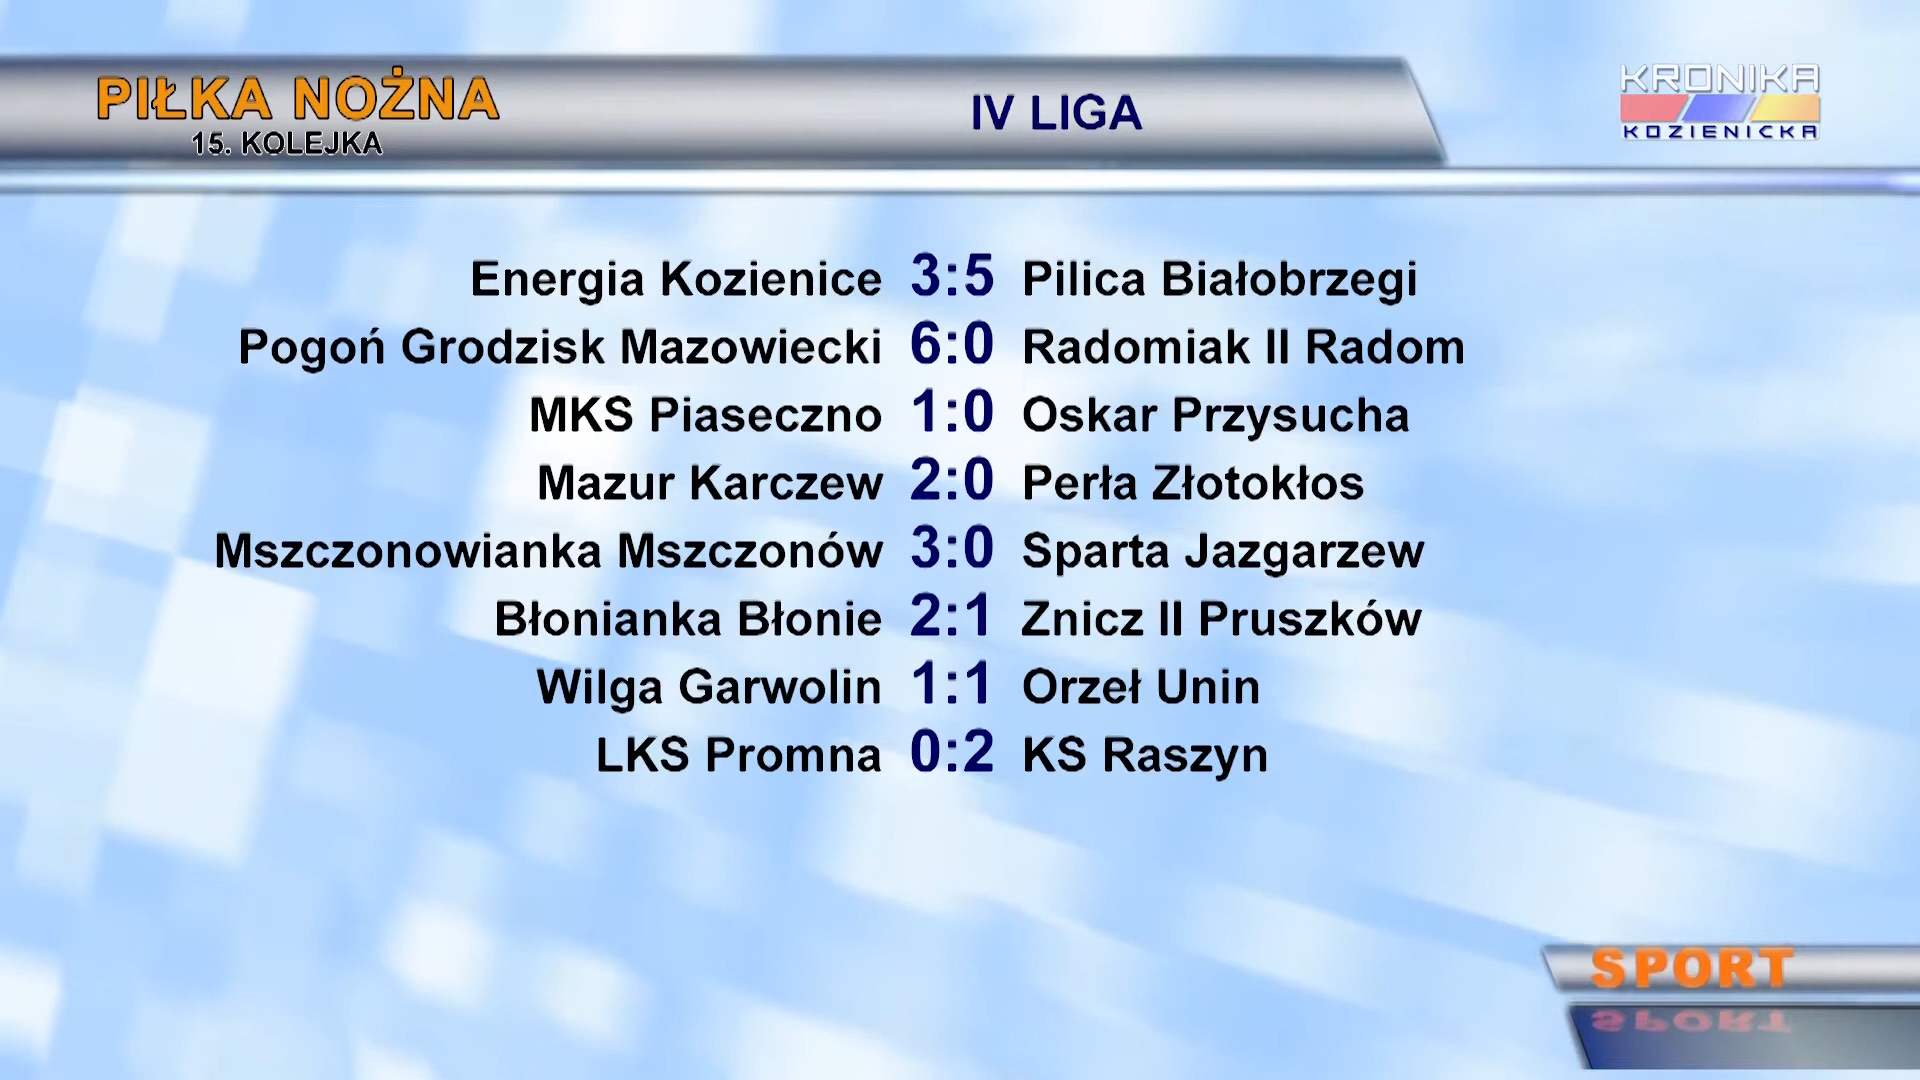 PIŁKA NOŻNA
15. KOLEJKA
IV LIGA
KRONIKA
KOZIENICKA
Energia Kozienice 3:5 Pilica Białobrzegi
Pogoń Grodzisk Mazowiecki 6:0 Radomiak II Radom
MKS Piaseczno 1:0 Oskar Przysucha
Mazur Karczew 2:0 Perła Złotokłos
Mszczonowianka Mszczonów 3:0 Sparta Jazgarzew
Błonianka Błonie 2:1 Znicz II Pruszków
Wilga Garwolin 1:1 Orzeł Unin
LKS Promna 0:2 KS Raszyn
SPORT